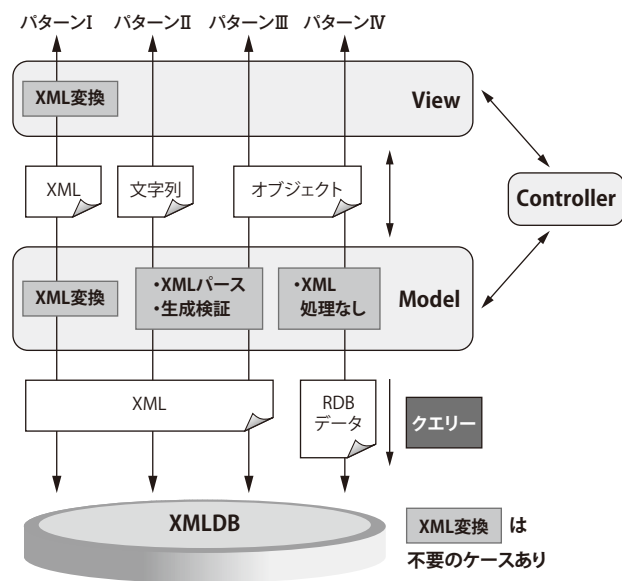 パターンⅠ パターンⅡ パターンⅢ パターンⅣ
XML変換
View
XML
文字列
オブジェクト
Controller
XML変換
・XMLパース
・生成検証
・XML
処理なし
Model
XML
RDB
データ
クエリー
XMLDB
XML変換 は
不要のケースあり